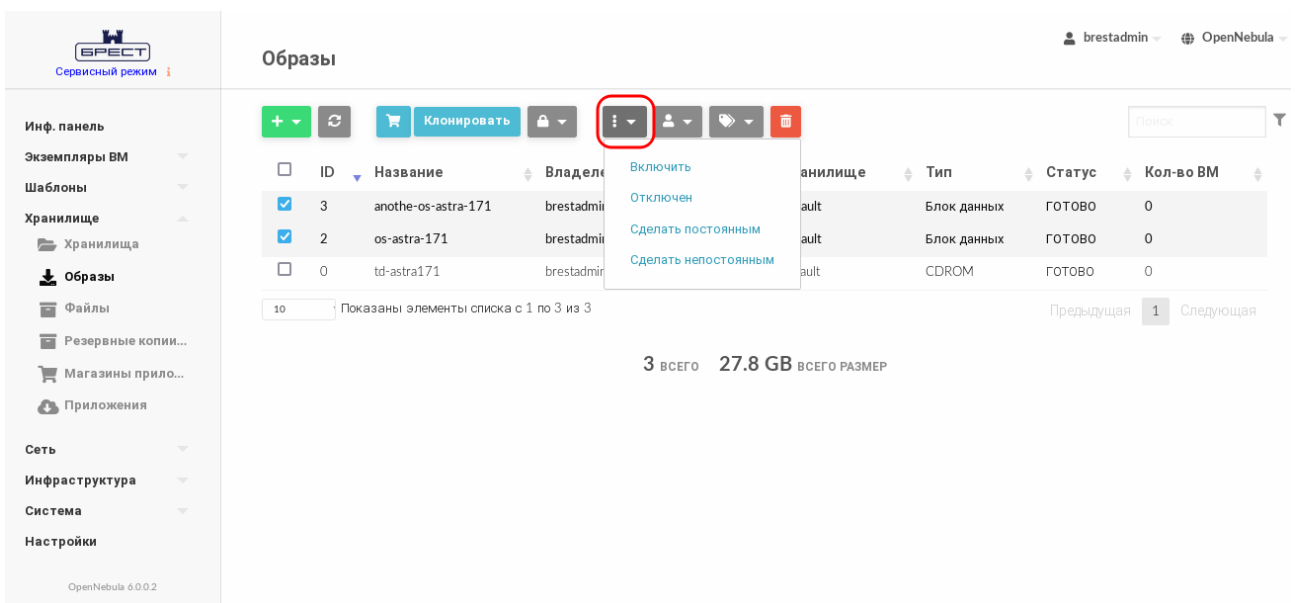 БРЕСТ
Сервисный режим i
Образы
brestadmin OpenNebula
Инф. панель
Экземпляры ВМ
Шаблоны
Хранилище
Хранилища
Образы
Файлы
Резервные копии...
Магазины прило...
Приложения
Сеть
Инфраструктура
Система
Настройки
OpenNebula 6.0.0.2
Клонировать
Поиск
Включить
Отключен
Сделать постоянным
Сделать непостоянным
ID Название Владеле анилище Тип Статус Кол-во ВМ
3 anothe-os-astra-171 brestadmi ault Блок данных ГОТОВО 0
2 os-astra-171 brestadmi ault Блок данных ГОТОВО 0
0 td-astra171 brestadmin ault CDROM ГОТОВО 0
10 Показаны элементы списка с 1 по 3 из 3 Предыдущая 1 Следующая
3 ВСЕГО 27.8 GB ВСЕГО РАЗМЕР